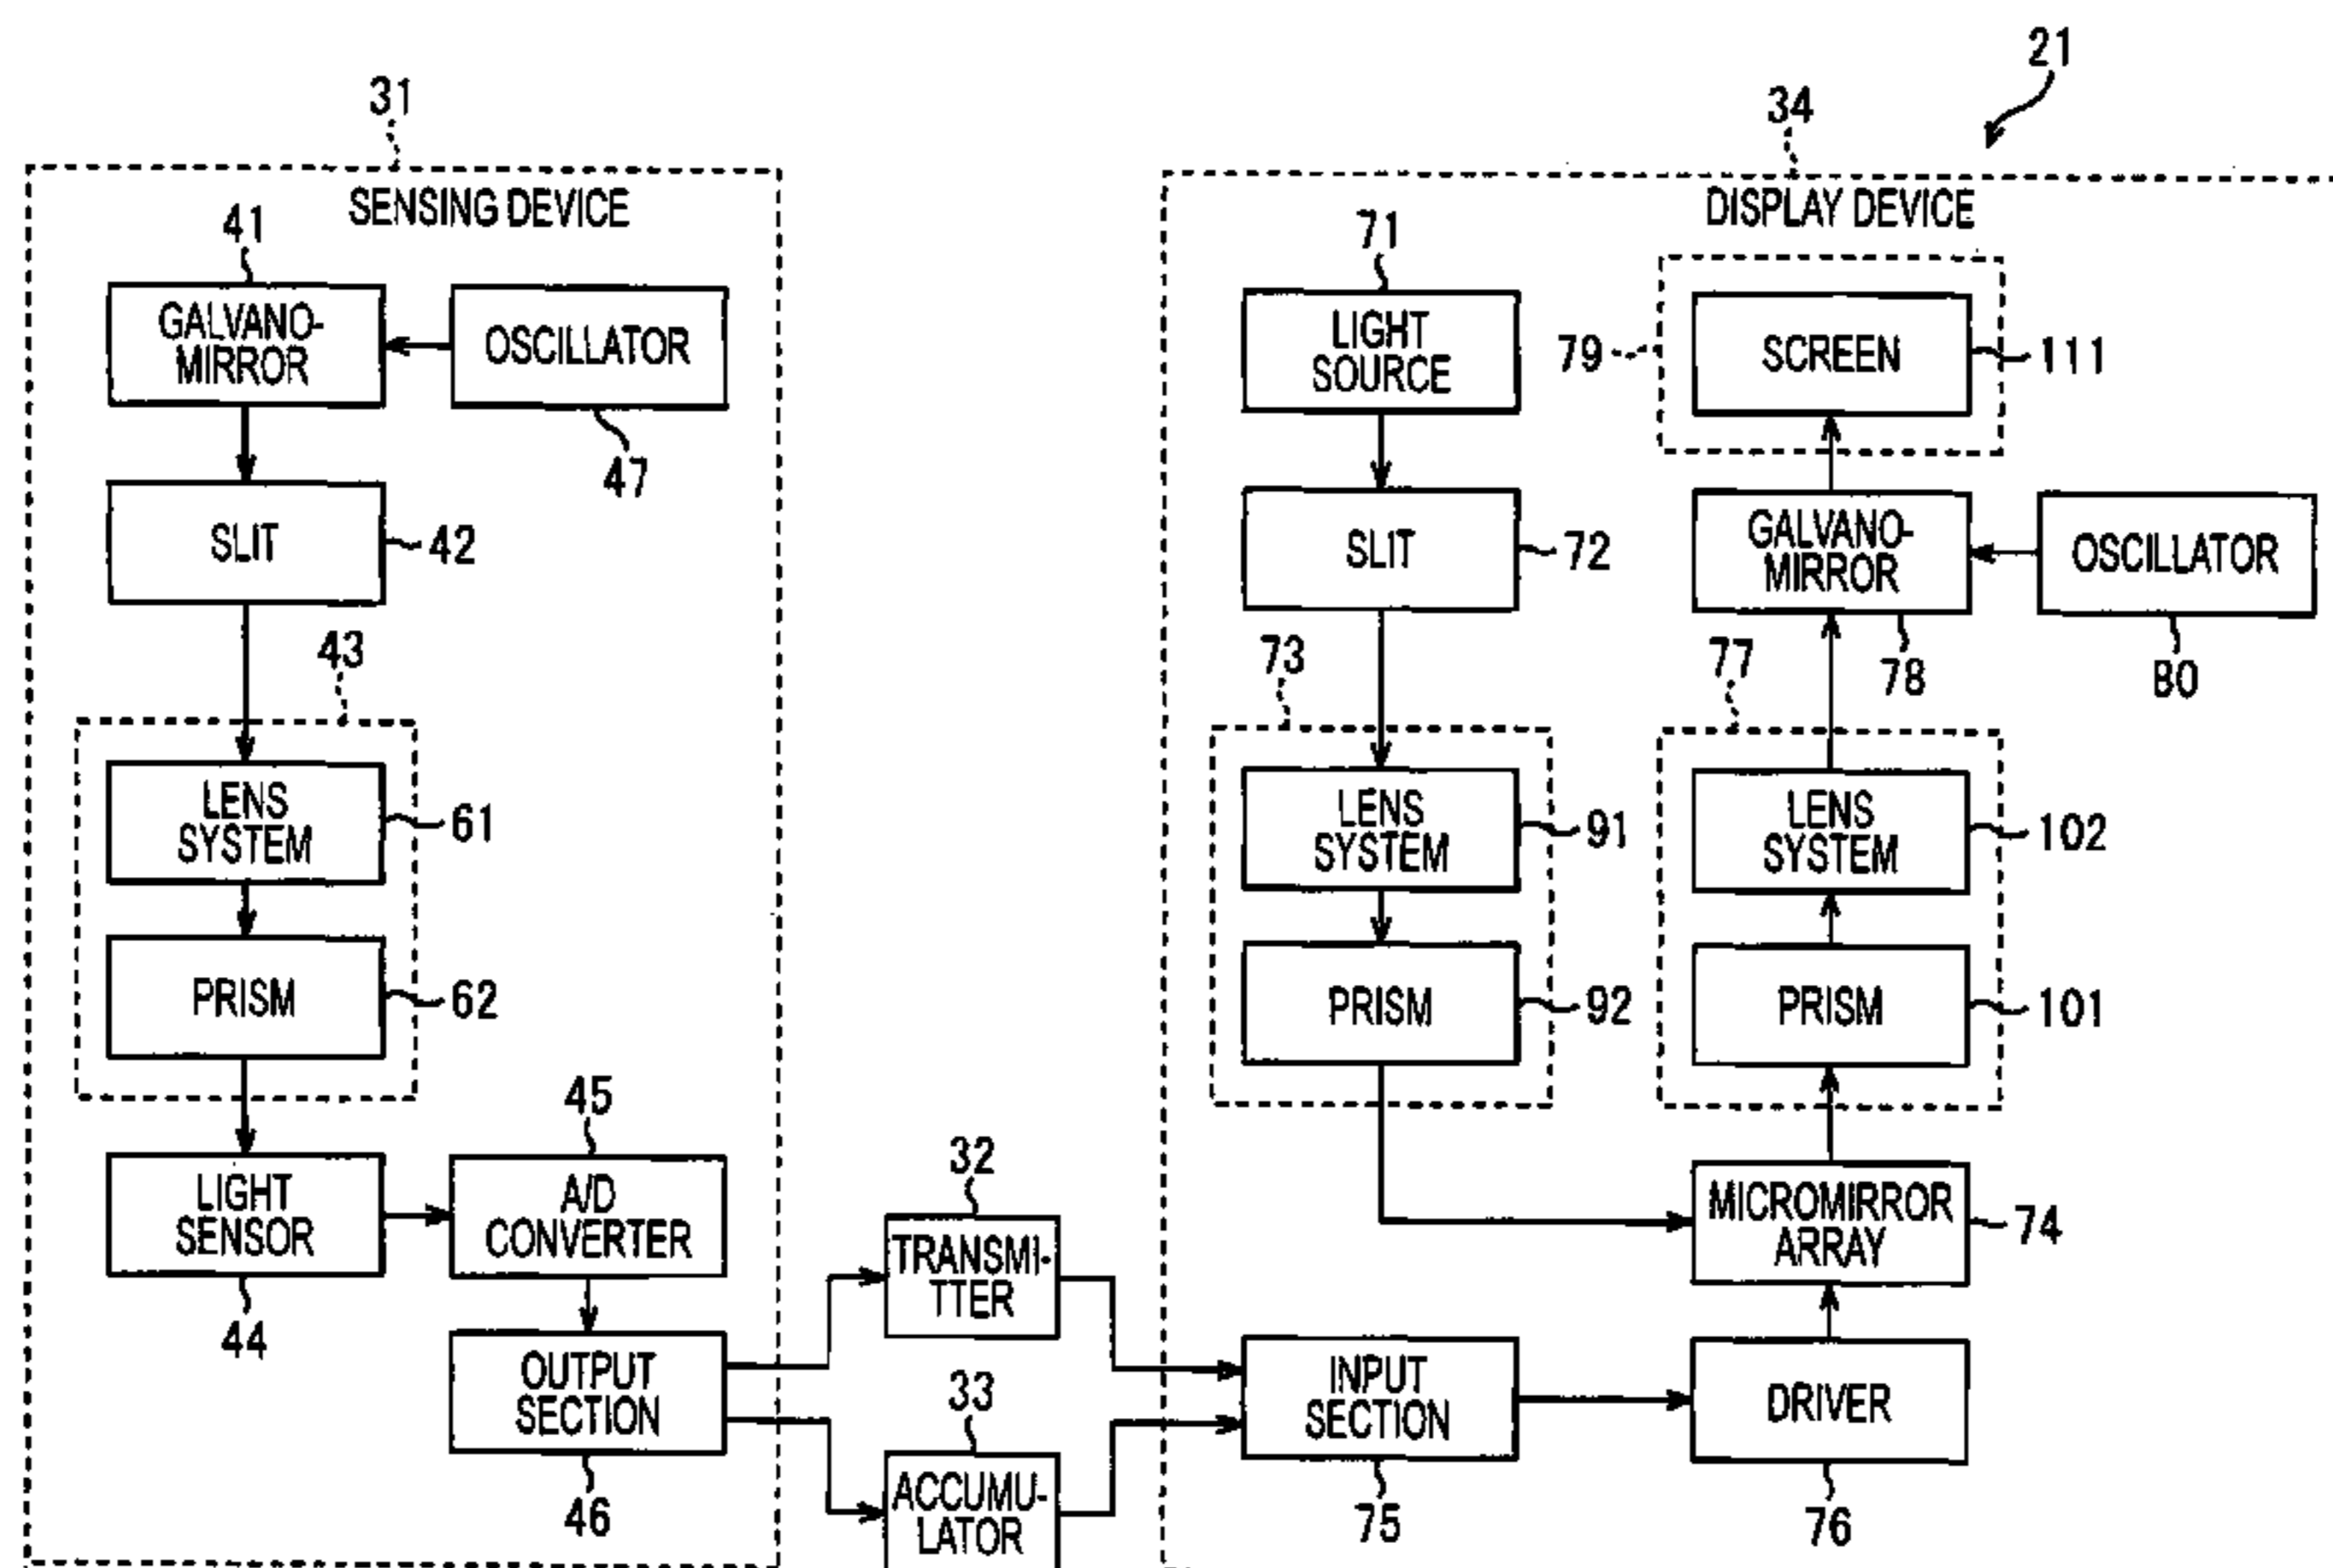 21
31
SENSING DEVICE
41
GALVANO-
MIRROR
OSCILLATOR
47
SLIT
42
43
LENS
SYSTEM
61
PRISM
62
LIGHT
SENSOR
44
45
A/D
CONVERTER
OUTPUT
SECTION
46
32
TRANSMI-
TTER
33
ACCUMU-
LATOR
34
DISPLAY DEVICE
71
LIGHT
SOURCE
SLIT
72
73
LENS
SYSTEM
91
PRISM
92
79
SCREEN
111
GALVANO-
MIRROR
78
OSCILLATOR
80
77
LENS
SYSTEM
102
PRISM
101
MICROMIRROR
ARRAY
74
INPUT
SECTION
75
DRIVER
76